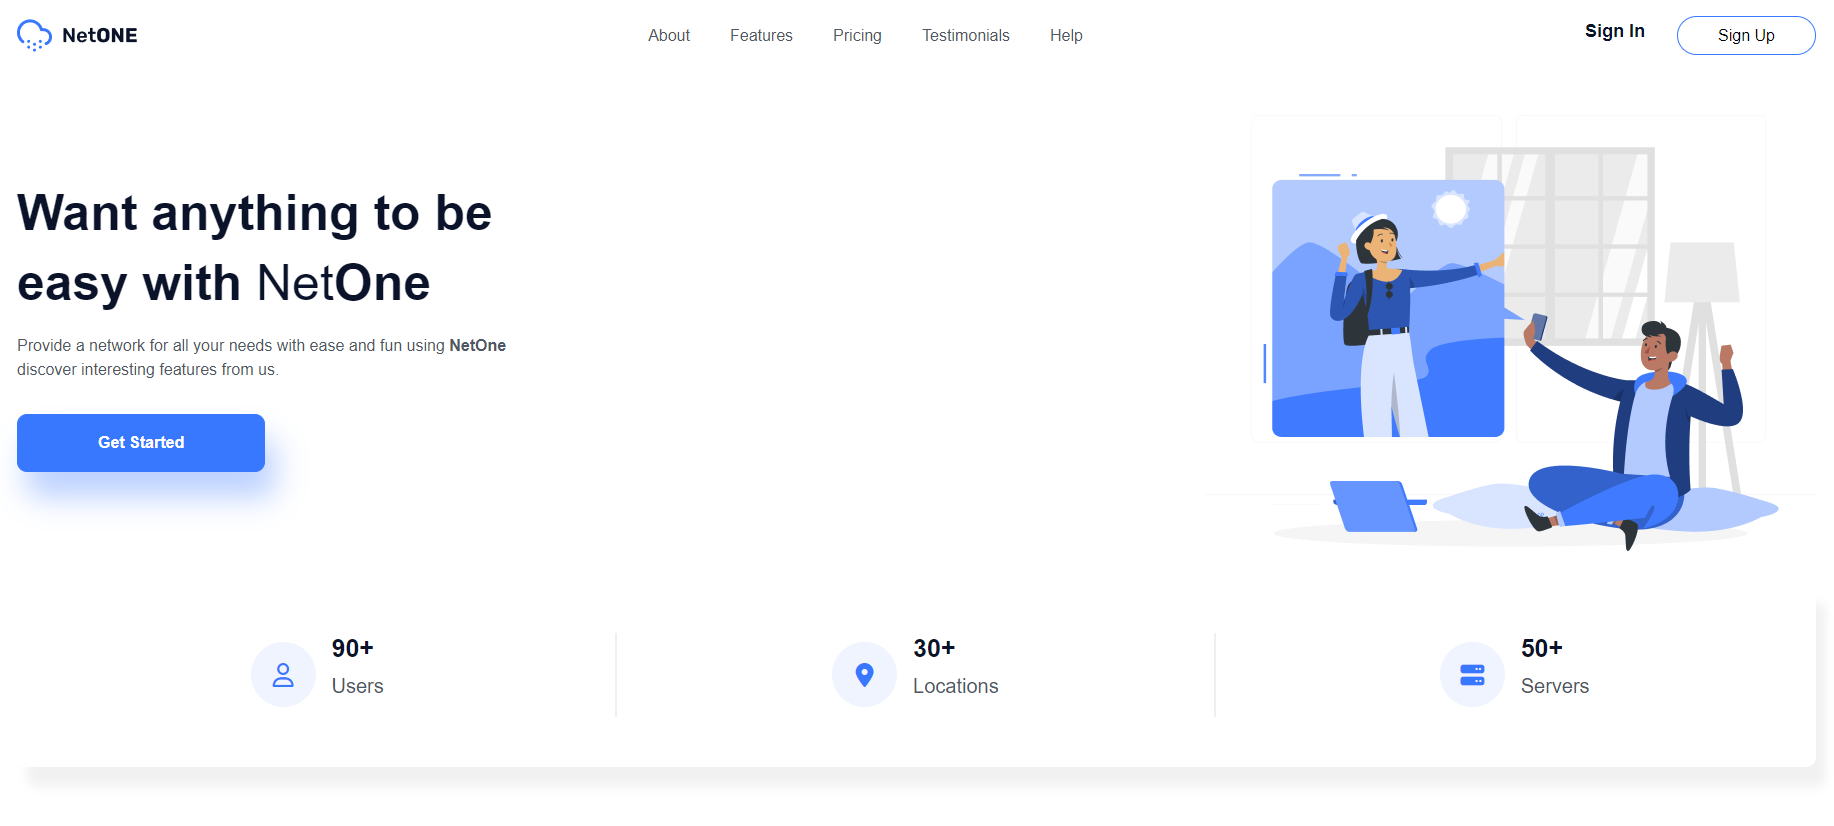 NetONE
About
Features
Pricing
Testimonials
Help
Sign In
Sign Up
Want anything to be
easy with NetOne
Provide a network for all your needs with ease and fun using NetOne
discover interesting features from us.
Get Started
90+
Users
30+
Locations
50+
Servers